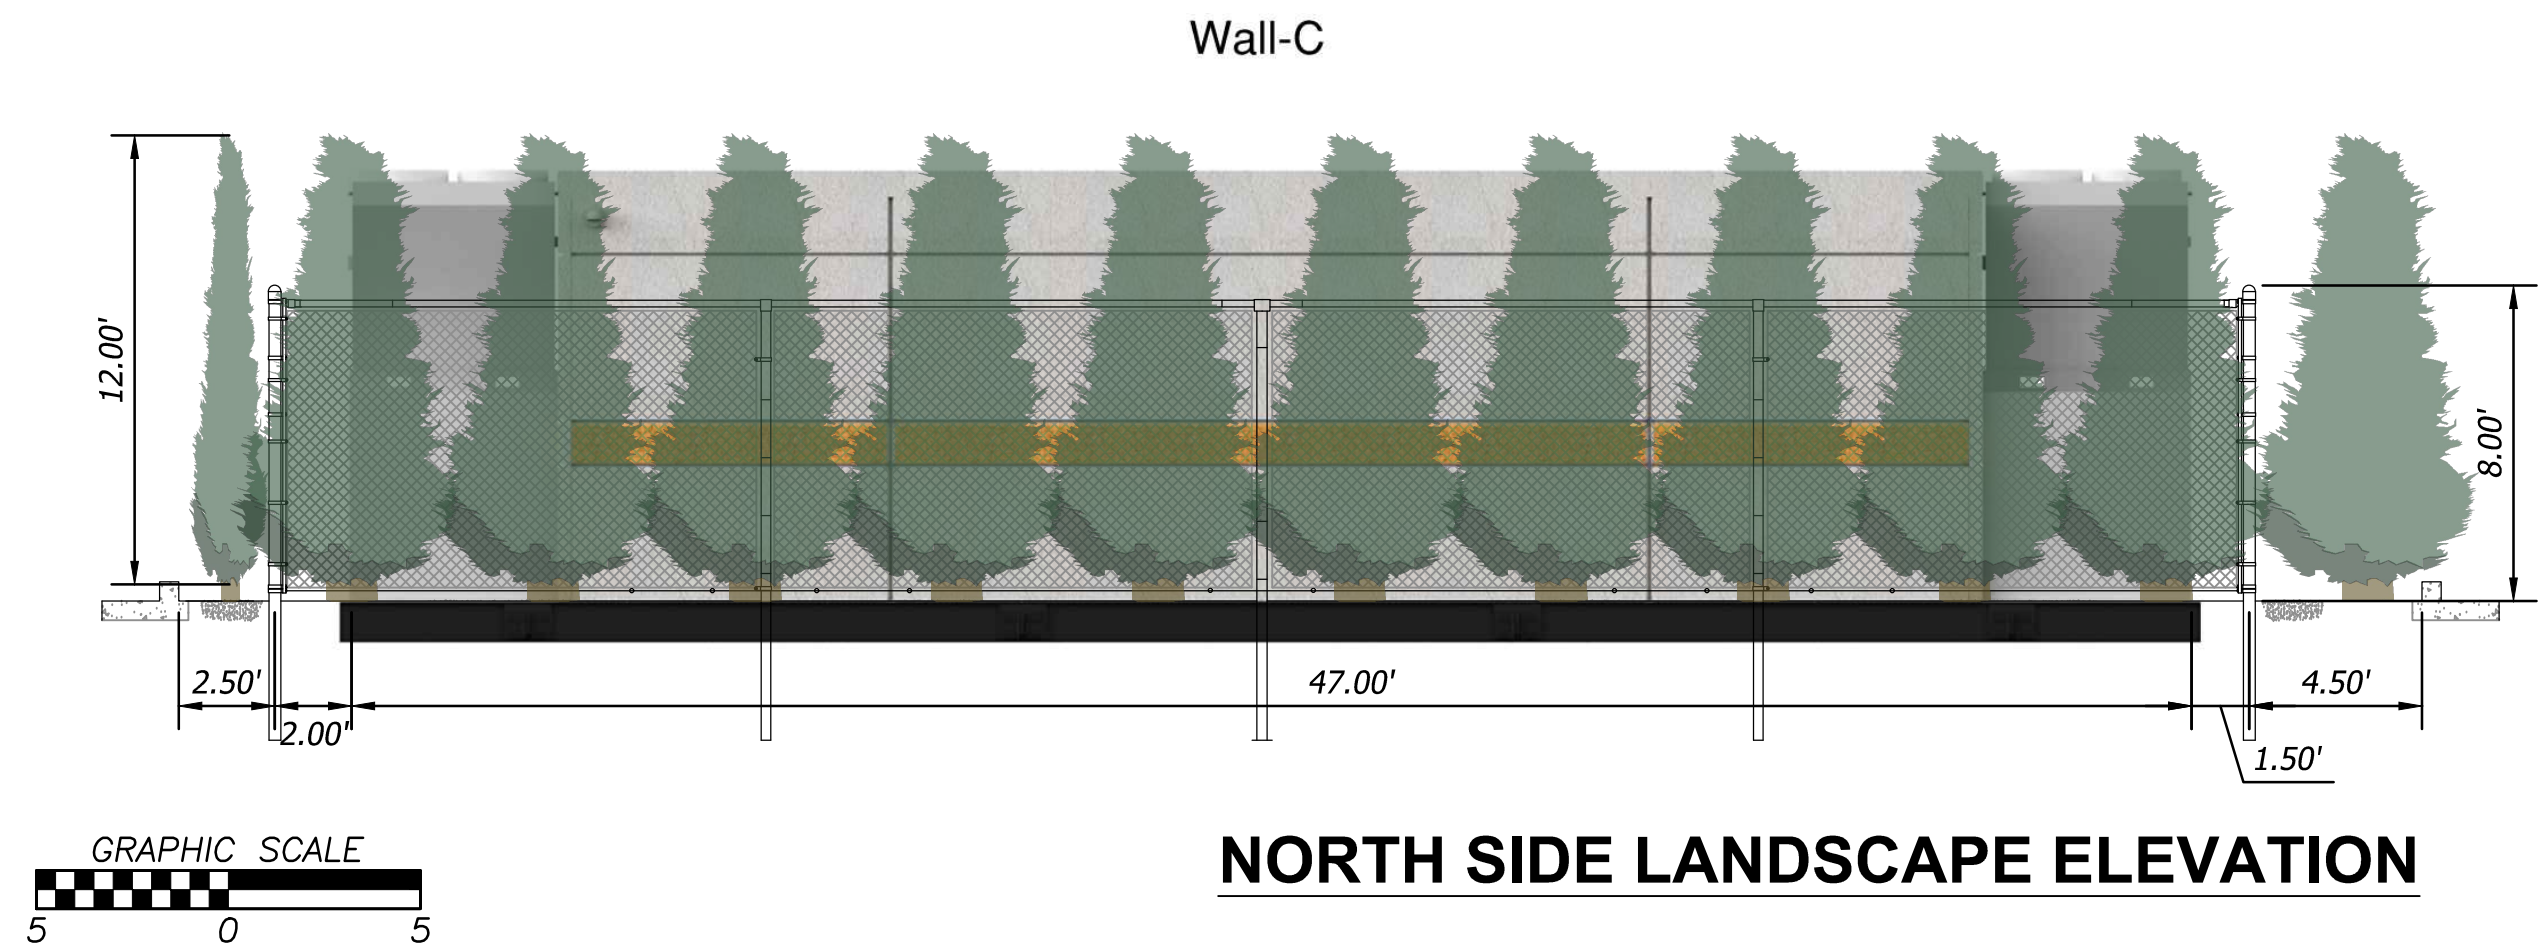 Wall-C
12.00'
8.00'
2.50'
47.00'
4.50'
2.00'
1.50'
GRAPHIC SCALE
5 0 5
NORTH SIDE LANDSCAPE ELEVATION